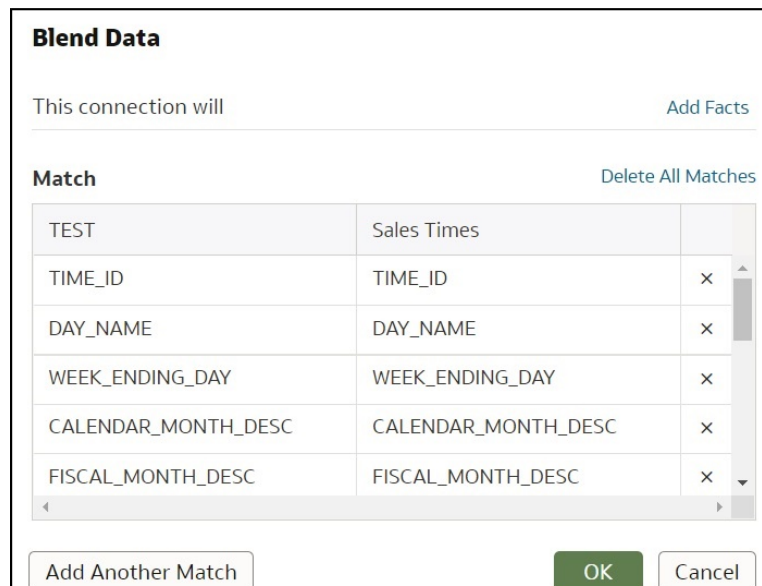 Blend Data
This connection will Add Facts
Match Delete All Matches
TEST Sales Times
TIME_ID TIME_ID ×
DAY_NAME DAY_NAME ×
WEEK_ENDING_DAY WEEK_ENDING_DAY ×
CALENDAR_MONTH_DESC CALENDAR_MONTH_DESC ×
FISCAL_MONTH_DESC FISCAL_MONTH_DESC ×
Add Another Match OK Cancel